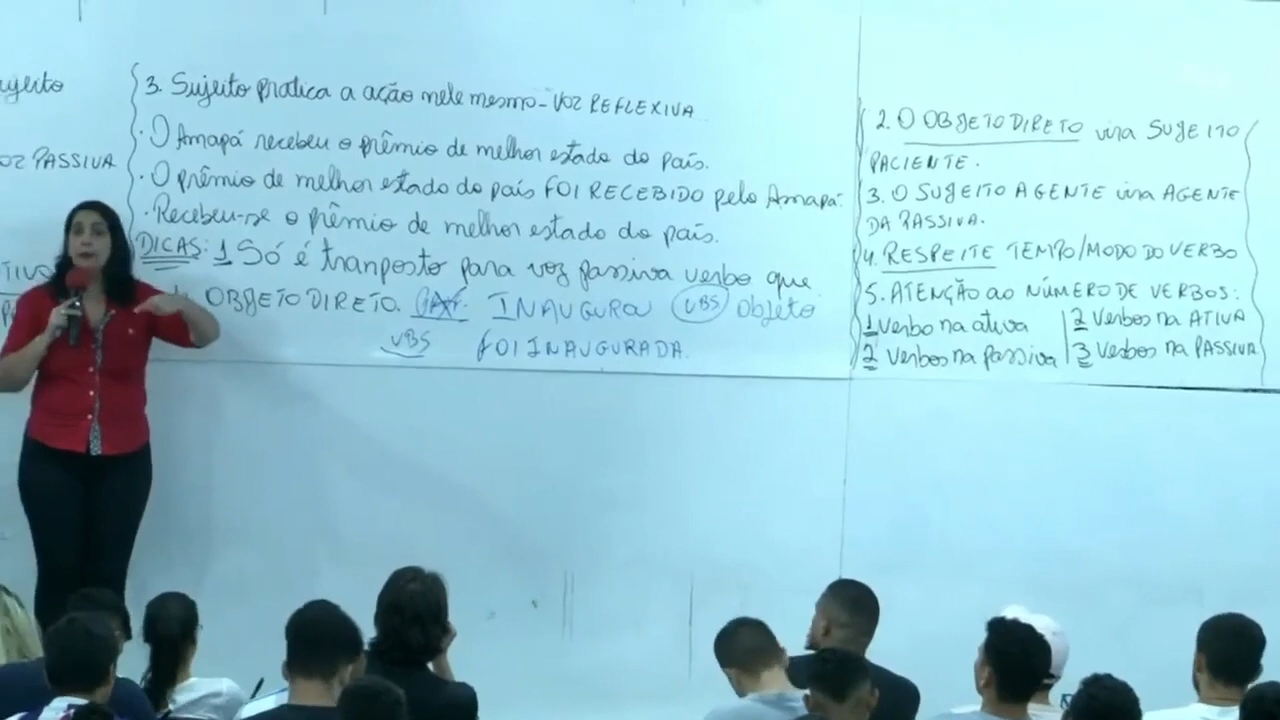 ujeito
OZ PASSIVA
3. Sujeito pratica a ação nele mesmo - VOZ REFLEXIVA
· O Amapá recebeu o prêmio de melhor estado do país.
· O prêmio de melhor estado do país FOI RECEBIDO pelo Amapá.
· Recebeu-se o prêmio de melhor estado do país.
DICAS: 1 Só é tranposto para voz passiva verbo que
OBJETO DIRETO. INAUGUROU UBS objeto
UBS FOI INAUGURADA.
2. O OBJETO DIRETO vira SUJEITO
PACIENTE.
3. O SUJEITO AGENTE vira AGENTE
DA PASSIVA.
4. RESPEITE TEMPO/MODO DO VERBO
5. ATENÇÃO ao NÚMERO DE VERBOS:
1 verbo na ativa | 2 verbos na ATIVA
2 verbos na passiva | 3 verbos na PASSIVA